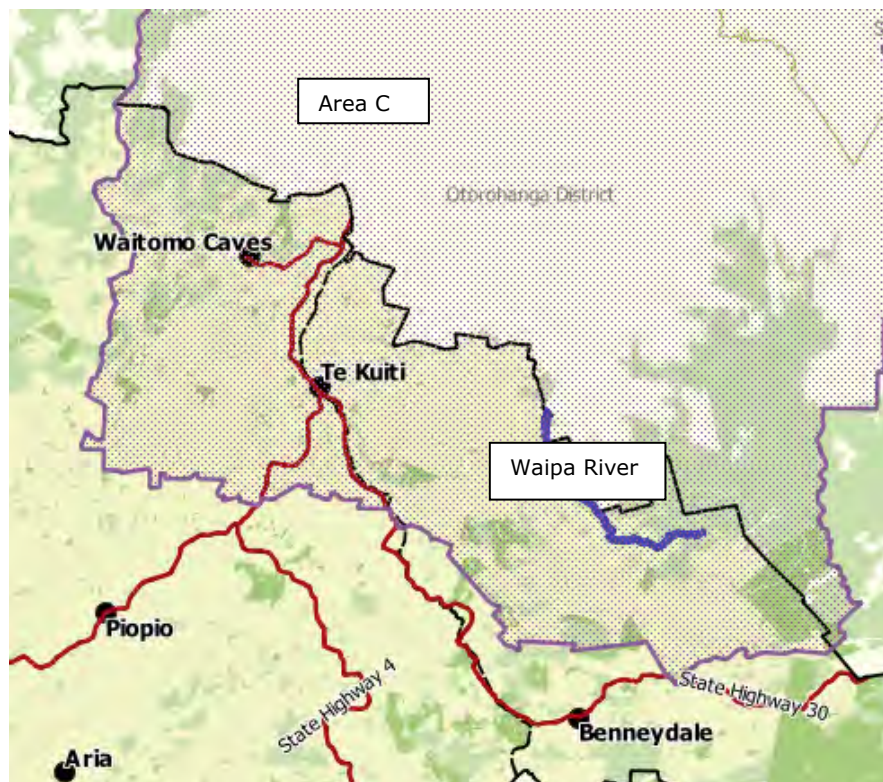 Area C
Otorohanga District
Waitomo Caves
Te Kuiti
Waipa River
Piopio
State Highway 4
State Highway 30
Benneydale
Aria